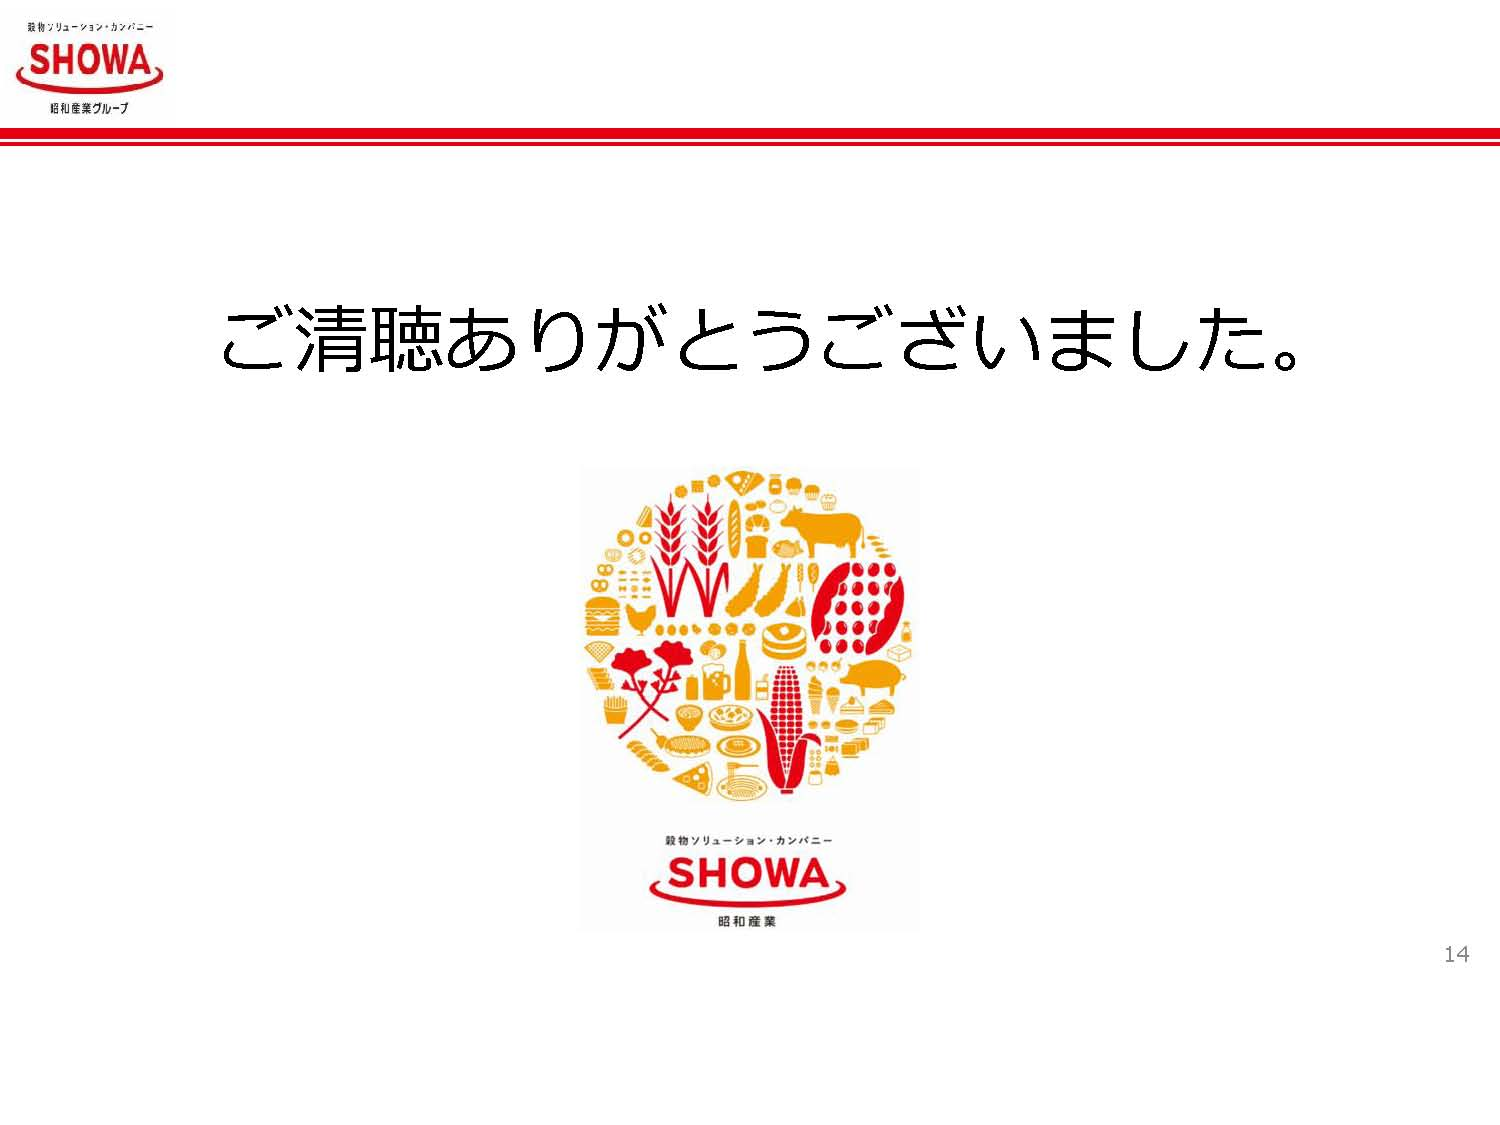 穀物ソリューション・カンパニー
SHOWA
昭和産業グループ
ご清聴ありがとうございました。
穀物ソリューション・カンパニー
SHOWA
昭和産業
14